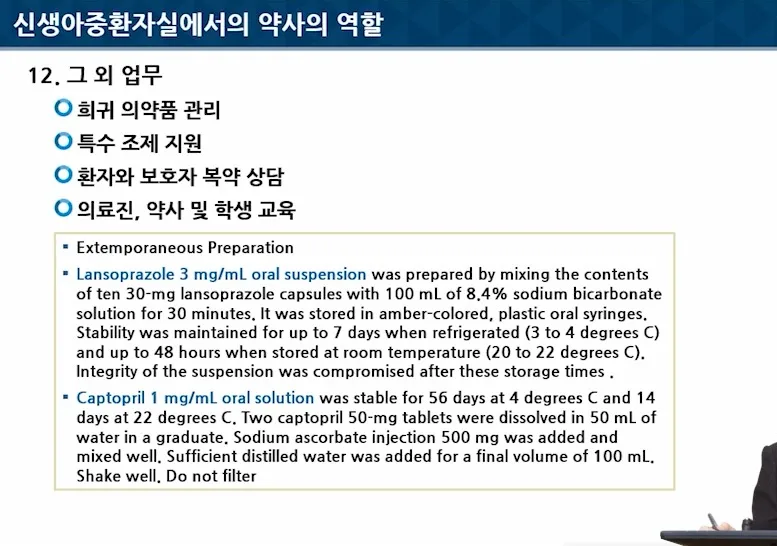 신생아중환자실에서의 약사의 역할
12. 그 외 업무
희귀 의약품 관리
특수 조제 지원
환자와 보호자 복약 상담
의료진, 약사 및 학생 교육
▪ Extemporaneous Preparation
▪ Lansoprazole 3 mg/mL oral suspension was prepared by mixing the contents
of ten 30-mg lansoprazole capsules with 100 mL of 8.4% sodium bicarbonate
solution for 30 minutes. It was stored in amber-colored, plastic oral syringes.
Stability was maintained for up to 7 days when refrigerated (3 to 4 degrees C)
and up to 48 hours when stored at room temperature (20 to 22 degrees C).
Integrity of the suspension was compromised after these storage times .
▪ Captopril 1 mg/mL oral solution was stable for 56 days at 4 degrees C and 14
days at 22 degrees C. Two captopril 50-mg tablets were dissolved in 50 mL of
water in a graduate. Sodium ascorbate injection 500 mg was added and
mixed well. Sufficient distilled water was added for a final volume of 100 mL.
Shake well. Do not filter